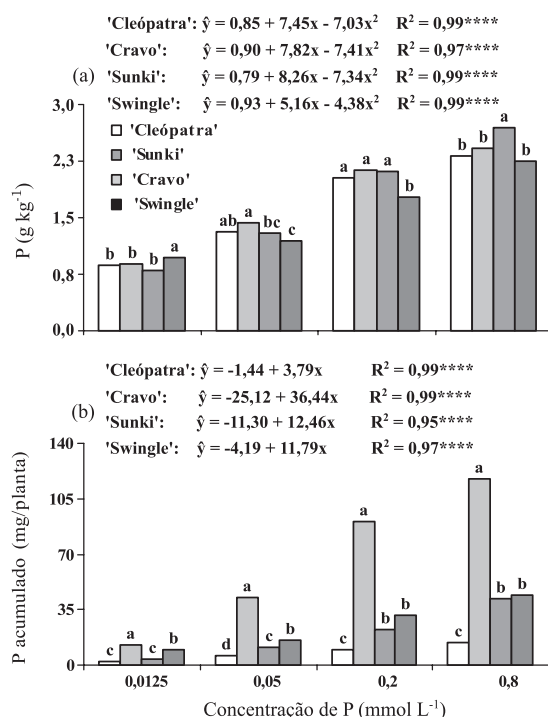 'Cleópatra': ŷ = 0,85 + 7,45x - 7,03x² R² = 0,99****
'Cravo': ŷ = 0,90 + 7,82x - 7,41x² R² = 0,97****
(a) 'Sunki': ŷ = 0,79 + 8,26x - 7,34x² R² = 0,99****
'Swingle': ŷ = 0,93 + 5,16x - 4,38x² R² = 0,99****
3,0
2,3
1,5
0,8
0,0
P (g kg⁻¹)
'Cleópatra'
'Sunki'
'Cravo'
'Swingle'
b b b a
ab a bc c
a a a b
b b a b
'Cleópatra': ŷ = -1,44 + 3,79x R² = 0,99****
'Cravo': ŷ = -25,12 + 36,44x R² = 0,99****
(b) 'Sunki': ŷ = -11,30 + 12,46x R² = 0,95****
'Swingle': ŷ = -4,19 + 11,79x R² = 0,97****
140
105
70
35
0
P acumulado (mg/planta)
c a c b
d a c b
c a b b
c a b b
0,0125 0,05 0,2 0,8
Concentração de P (mmol L⁻¹)